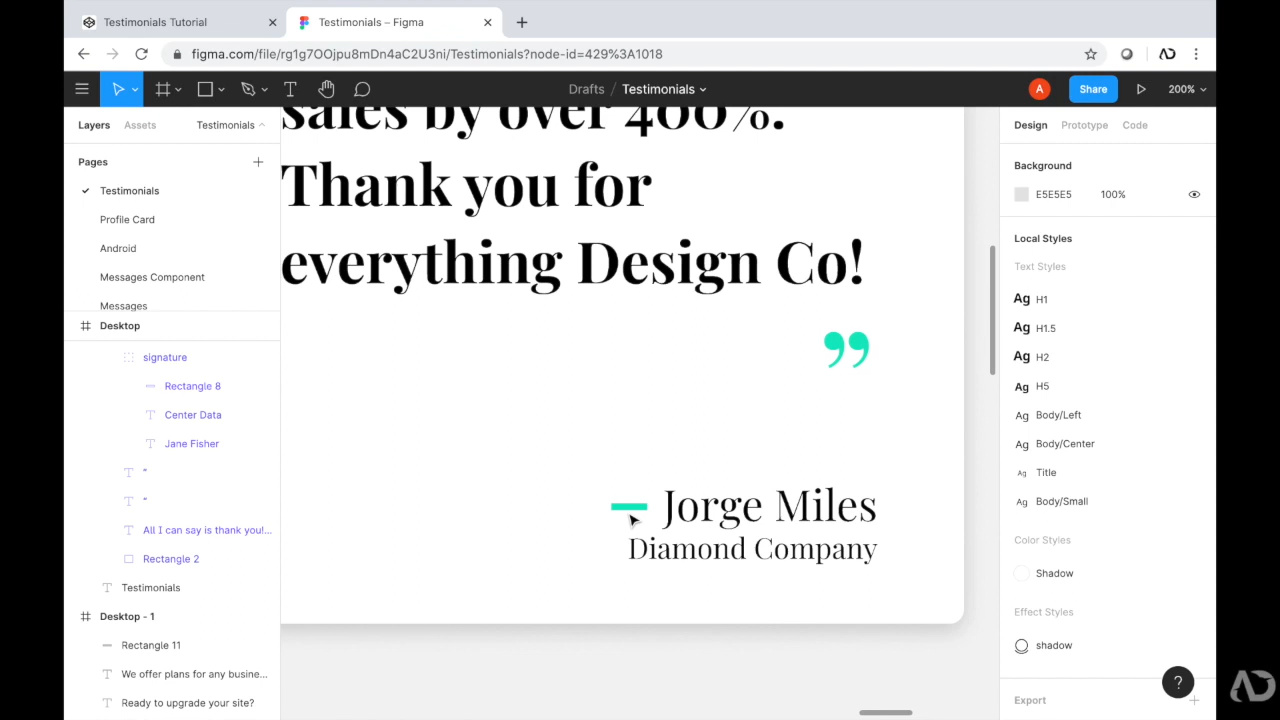 Testimonials Tutorial
Testimonials – Figma
figma.com/file/rg1g7OOjpu8mDn4aC2U3ni/Testimonials?node-id=429%3A1018
Drafts / Testimonials
A
Share
200%
Layers
Assets
Testimonials
Pages
Testimonials
Profile Card
Android
Messages Component
Messages
Desktop
signature
Rectangle 8
Center Data
Jane Fisher
"
"
All I can say is thank you!...
Rectangle 2
Testimonials
Desktop - 1
Rectangle 11
We offer plans for any busine...
Ready to upgrade your site?
sales by over 400%.
Thank you for
everything Design Co!
”
Jorge Miles
Diamond Company
Design
Prototype
Code
Background
E5E5E5
100%
Local Styles
Text Styles
Ag H1
Ag H1.5
Ag H2
Ag H5
Ag Body/Left
Ag Body/Center
Ag Title
Ag Body/Small
Color Styles
Shadow
Effect Styles
shadow
Export
?